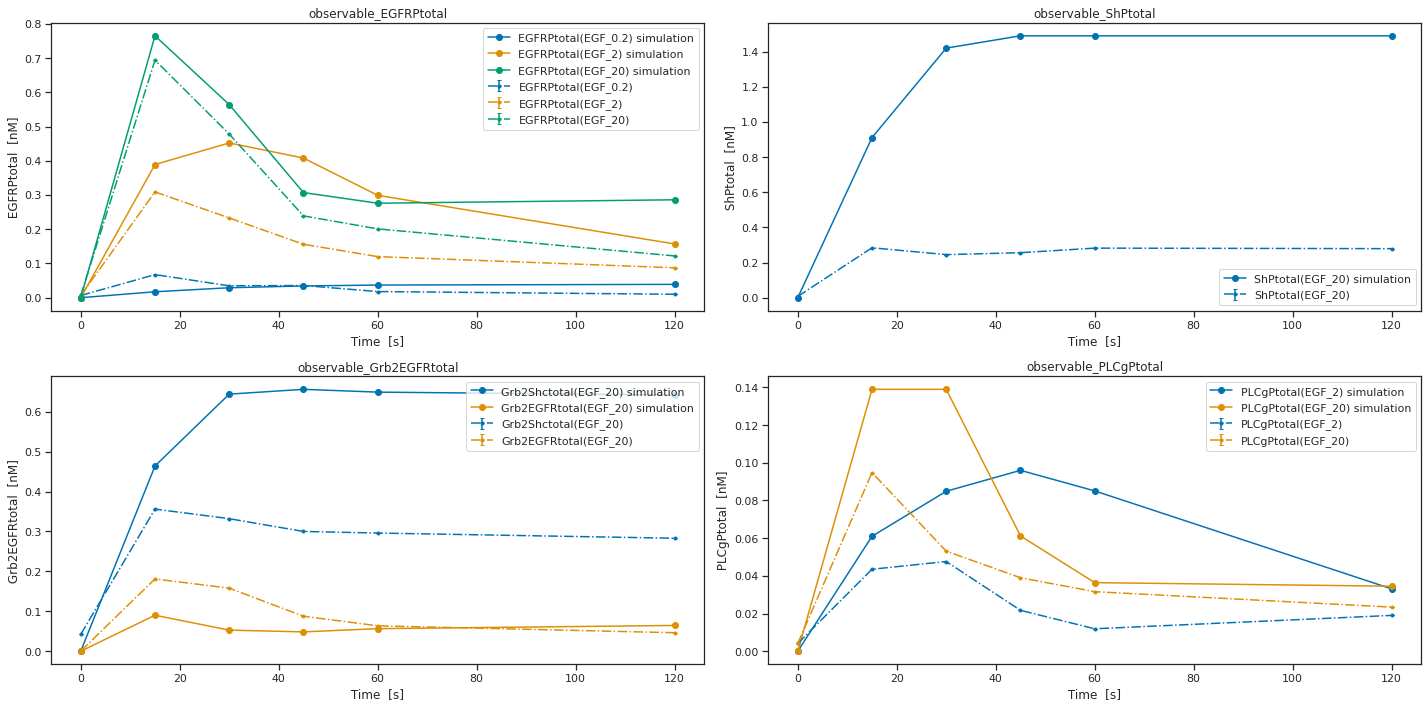 observable_EGFRPtotal
EGFRPtotal [nM]
0.8
0.7
0.6
0.5
0.4
0.3
0.2
0.1
0.0
EGFRPtotal(EGF_0.2) simulation
EGFRPtotal(EGF_2) simulation
EGFRPtotal(EGF_20) simulation
EGFRPtotal(EGF_0.2)
EGFRPtotal(EGF_2)
EGFRPtotal(EGF_20)
0 20 40 60 80 100 120
Time [s]
observable_ShPtotal
ShPtotal [nM]
1.4
1.2
1.0
0.8
0.6
0.4
0.2
0.0
ShPtotal(EGF_20) simulation
ShPtotal(EGF_20)
0 20 40 60 80 100 120
Time [s]
observable_Grb2EGFRtotal
Grb2EGFRtotal [nM]
0.6
0.5
0.4
0.3
0.2
0.1
0.0
Grb2Shctotal(EGF_20) simulation
Grb2EGFRtotal(EGF_20) simulation
Grb2Shctotal(EGF_20)
Grb2EGFRtotal(EGF_20)
0 20 40 60 80 100 120
Time [s]
observable_PLCgPtotal
PLCgPtotal [nM]
0.14
0.12
0.10
0.08
0.06
0.04
0.02
0.00
PLCgPtotal(EGF_2) simulation
PLCgPtotal(EGF_20) simulation
PLCgPtotal(EGF_2)
PLCgPtotal(EGF_20)
0 20 40 60 80 100 120
Time [s]